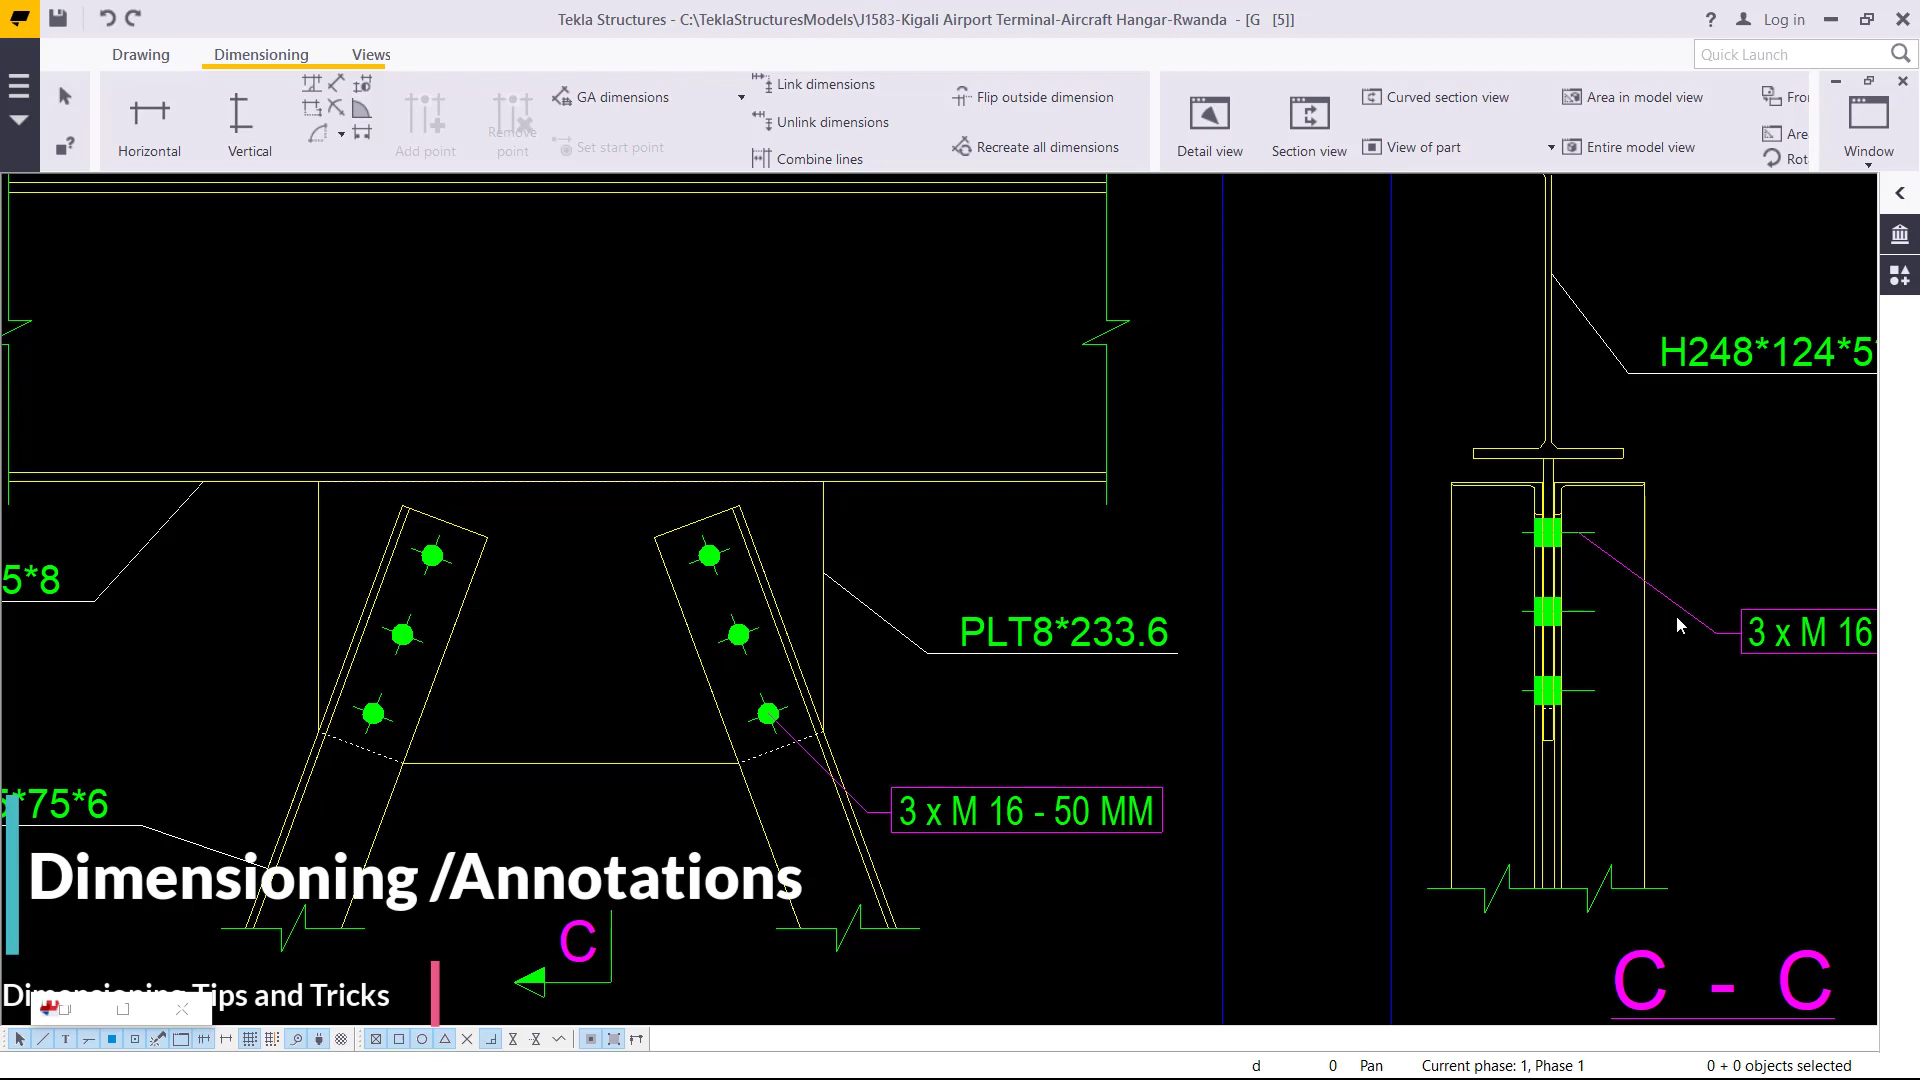 Tekla Structures - C:\TeklaStructuresModels\J1583-Kigali Airport Terminal-Aircraft Hangar-Rwanda - [G [5]]
? Log in
Drawing Dimensioning Views
Quick Launch
Horizontal
Vertical
Add point
Remove point
GA dimensions
Set start point
Link dimensions
Unlink dimensions
Combine lines
Flip outside dimension
Recreate all dimensions
Detail view
Section view
Curved section view
View of part
Area in model view
Entire model view
Fror
Are
Rot
Window
H248*124*5
5*8
PLT8*233.6
3 x M 16
*75*6
3 x M 16 - 50 MM
Dimensioning /Annotations
C
C - C
Dimensioning Tips and Tricks
d 0 Pan Current phase: 1, Phase 1 0 + 0 objects selected